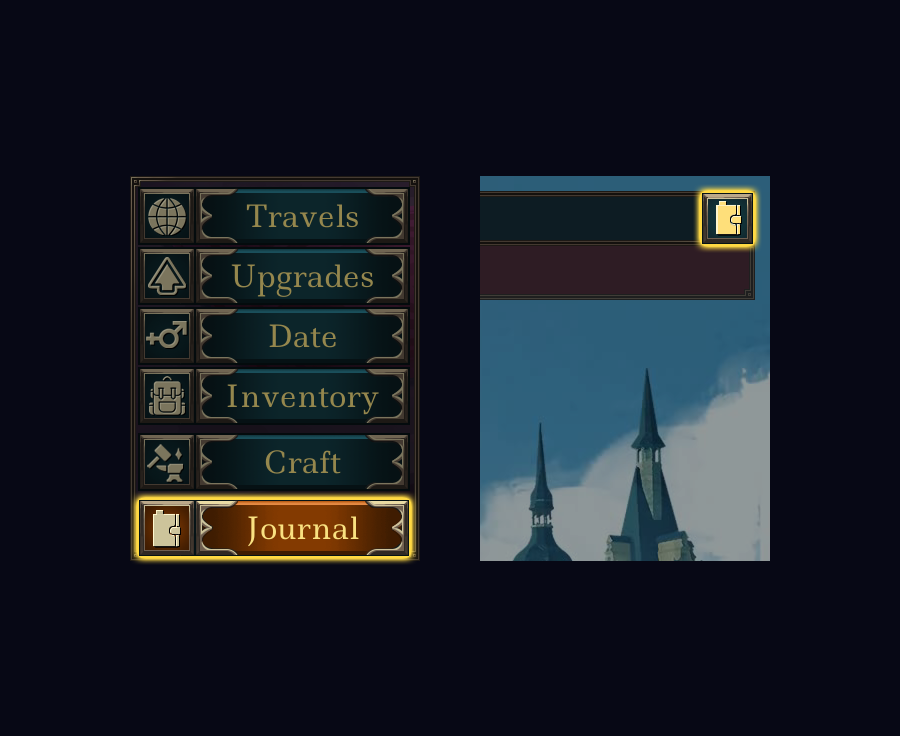 Travels
Upgrades
Date
Inventory
Craft
Journal